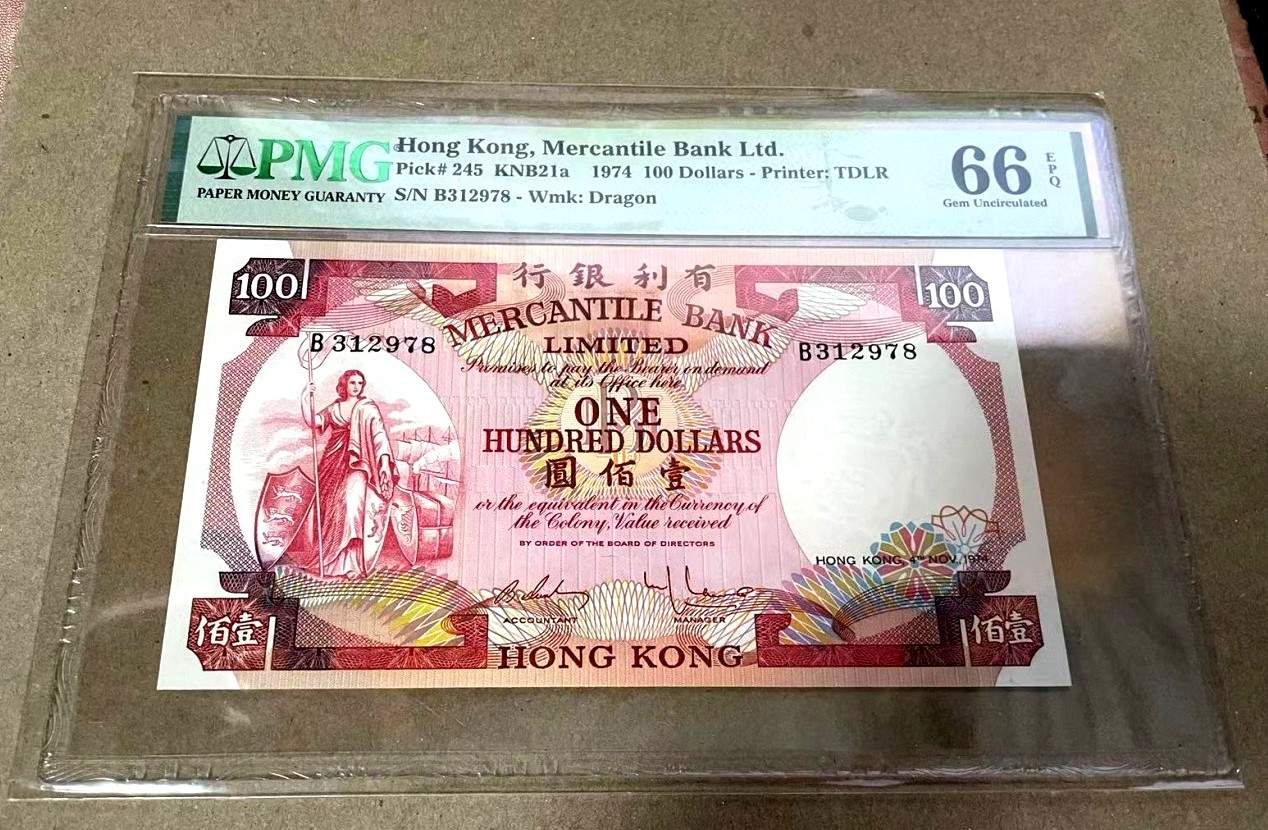 PMG
PAPER MONEY GUARANTY
Hong Kong, Mercantile Bank Ltd.
Pick# 245 KNB21a 1974 100 Dollars - Printer: TDLR
S/N B312978 - Wmk: Dragon
66 EPQ
Gem Uncirculated
100
行銀利有
100
MERCANTILE BANK
LIMITED
B312978
B312978
Promises to pay the Bearer on demand
at its Office here
ONE
HUNDRED DOLLARS
圓佰壹
or the equivalent in the Currency of
the Colony, Value received
BY ORDER OF THE BOARD OF DIRECTORS
HONG KONG, 4TH NOV., 1974
ACCOUNTANT
MANAGER
佰壹
HONG KONG
佰壹